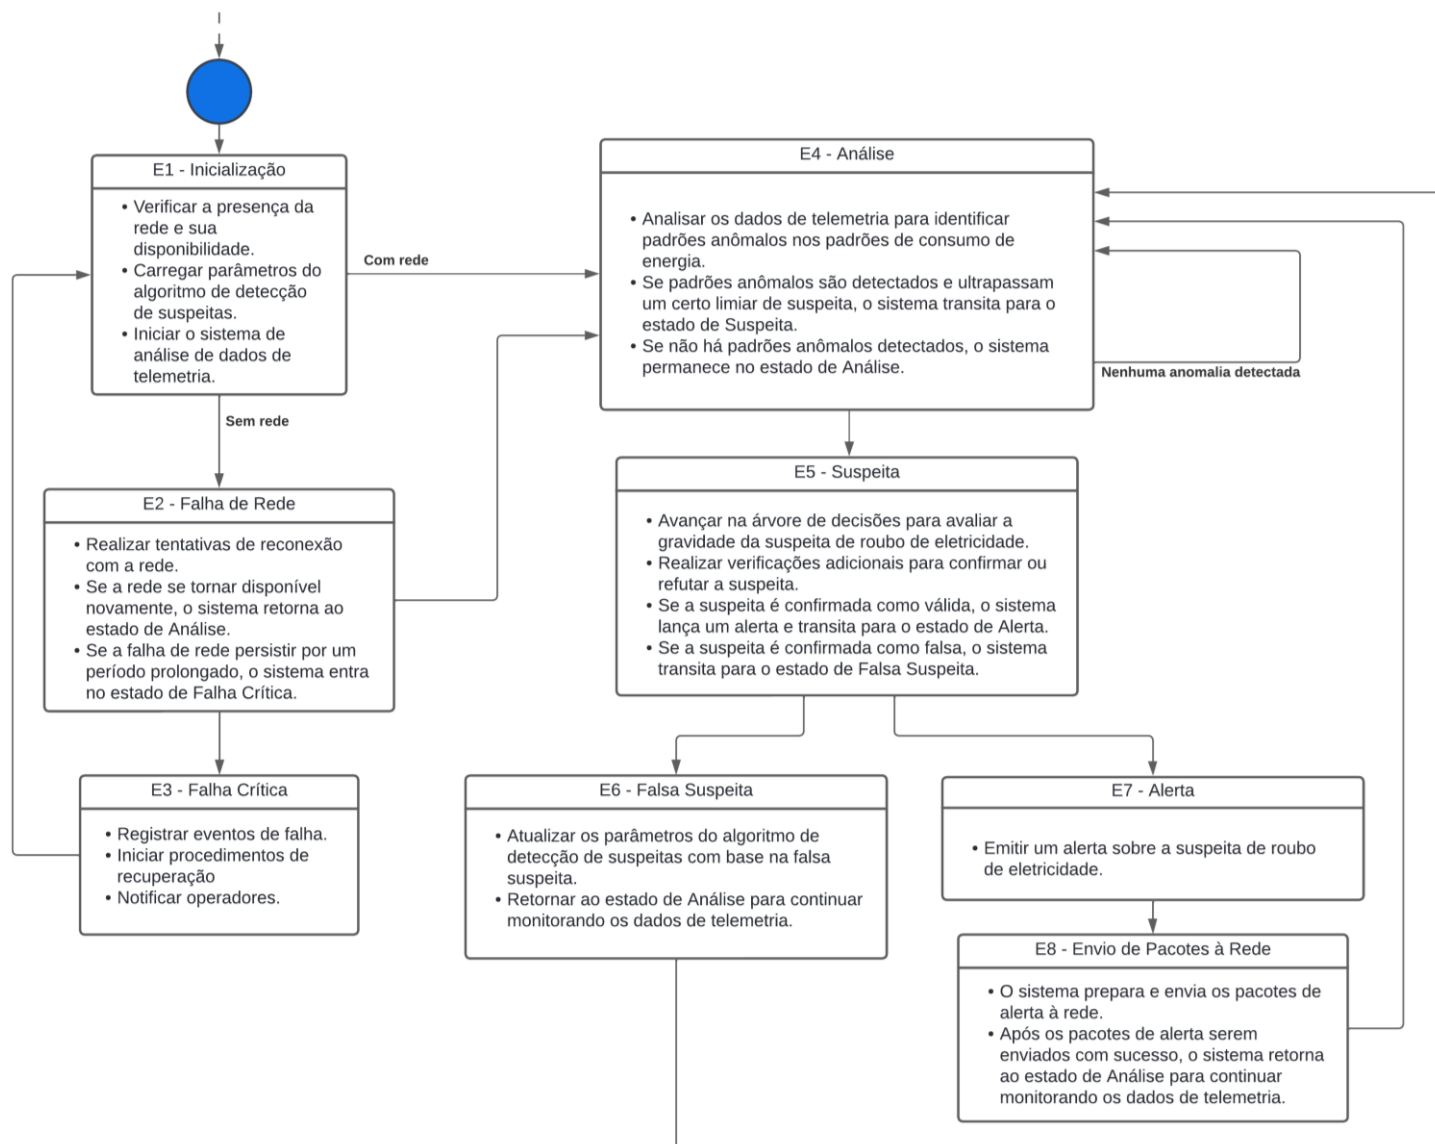 E1 - Inicialização
• Verificar a presença da
rede e sua
disponibilidade.
• Carregar parâmetros do
algoritmo de detecção
de suspeitas.
• Iniciar o sistema de
análise de dados de
telemetria.
Com rede
Sem rede
E2 - Falha de Rede
• Realizar tentativas de reconexão
com a rede.
• Se a rede se tornar disponível
novamente, o sistema retorna ao
estado de Análise.
• Se a falha de rede persistir por um
período prolongado, o sistema entra
no estado de Falha Crítica.
E3 - Falha Crítica
• Registrar eventos de falha.
• Iniciar procedimentos de
recuperação
• Notificar operadores.
E4 - Análise
• Analisar os dados de telemetria para identificar
padrões anômalos nos padrões de consumo de
energia.
• Se padrões anômalos são detectados e ultrapassam
um certo limiar de suspeita, o sistema transita para o
estado de Suspeita.
• Se não há padrões anômalos detectados, o sistema
permanece no estado de Análise.
Nenhuma anomalia detectada
E5 - Suspeita
• Avançar na árvore de decisões para avaliar a
gravidade da suspeita de roubo de eletricidade.
• Realizar verificações adicionais para confirmar ou
refutar a suspeita.
• Se a suspeita é confirmada como válida, o sistema
lança um alerta e transita para o estado de Alerta.
• Se a suspeita é confirmada como falsa, o sistema
transita para o estado de Falsa Suspeita.
E6 - Falsa Suspeita
• Atualizar os parâmetros do algoritmo de
detecção de suspeitas com base na falsa
suspeita.
• Retornar ao estado de Análise para continuar
monitorando os dados de telemetria.
E7 - Alerta
• Emitir um alerta sobre a suspeita de roubo
de eletricidade.
E8 - Envio de Pacotes à Rede
• O sistema prepara e envia os pacotes de
alerta à rede.
• Após os pacotes de alerta serem
enviados com sucesso, o sistema retorna
ao estado de Análise para continuar
monitorando os dados de telemetria.